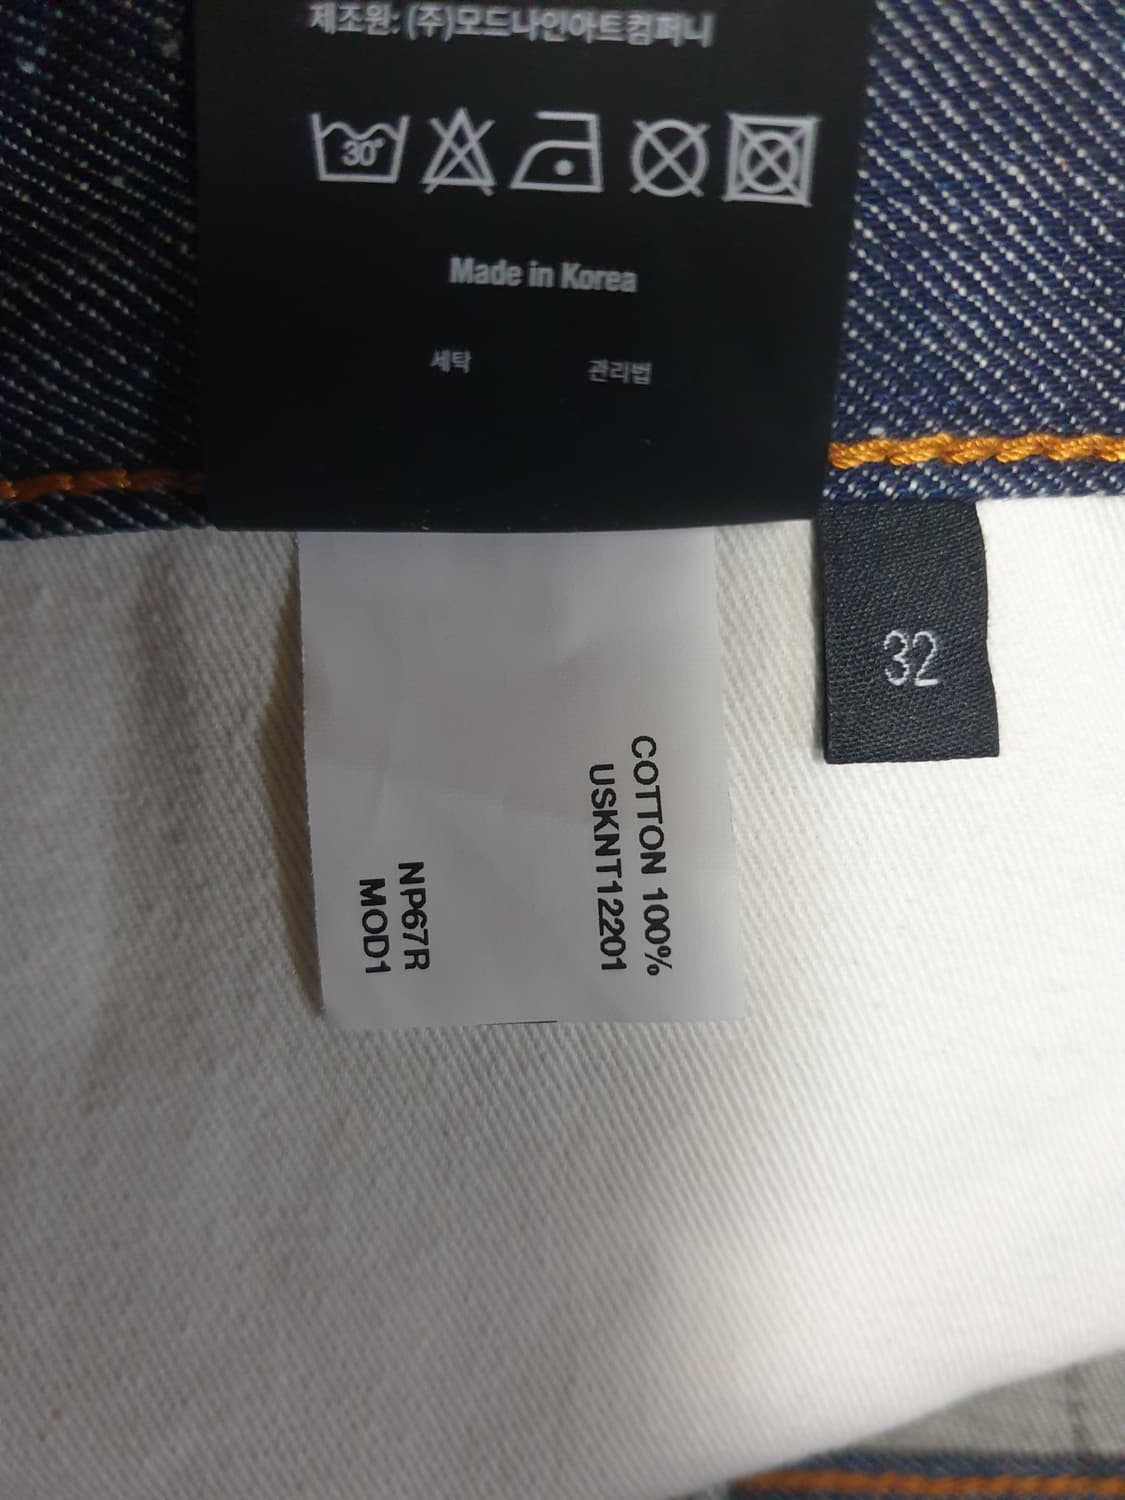 제조원: (주)모드나인아트컴퍼니
30°
Made in Korea
세탁 관리법
32
COTTON 100%
USKNT12201
NP67R
MOD1